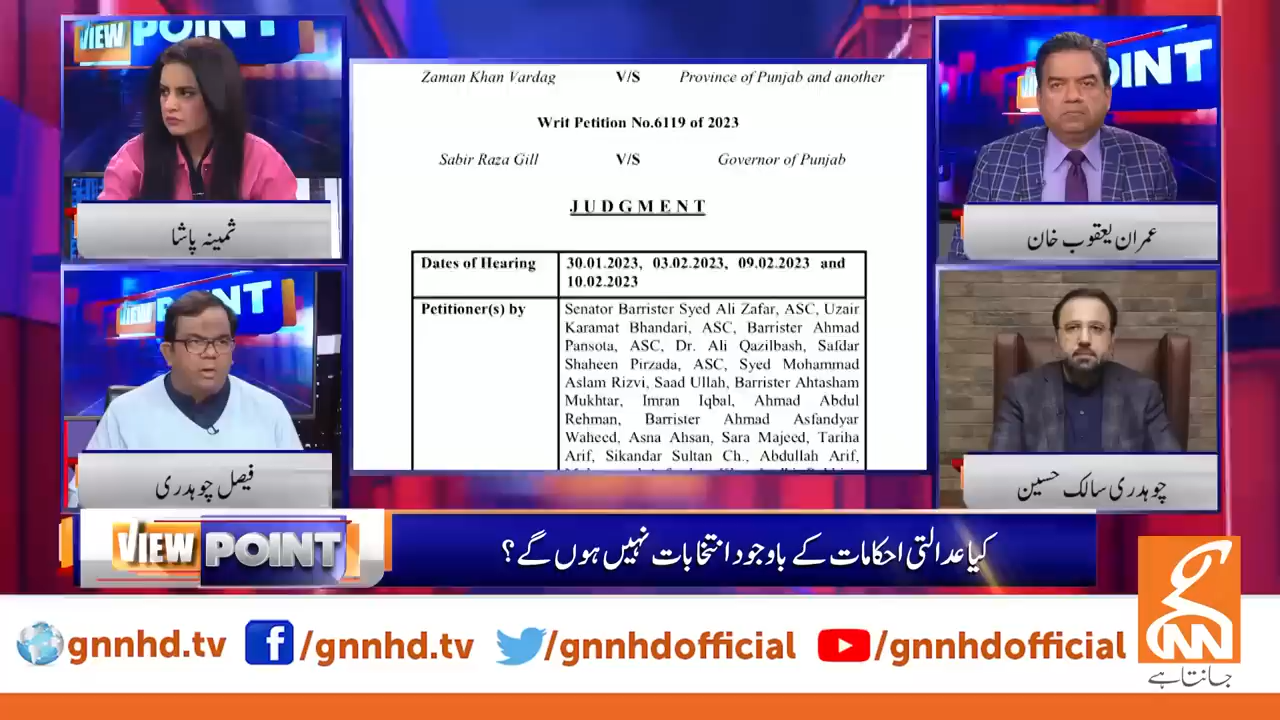 VIEW POINT
VIEW POINT
ثمینہ پاشا
عمران یعقوب خان
Zaman Khan Vardag V/S Province of Punjab and another
Writ Petition No.6119 of 2023
Sabir Raza Gill V/S Governor of Punjab
JUDGMENT
Dates of Hearing 30.01.2023, 03.02.2023, 09.02.2023 and
10.02.2023
Petitioner(s) by Senator Barrister Syed Ali Zafar, ASC, Uzair
Karamat Bhandari, ASC, Barrister Ahmad
Pansota, ASC, Dr. Ali Qazilbash, Safdar
Shaheen Pirzada, ASC, Syed Mohammad
Aslam Rizvi, Saad Ullah, Barrister Ahtasham
Mukhtar, Imran Iqbal, Ahmad Abdul
Rehman, Barrister Ahmad Asfandyar
Waheed, Asna Ahsan, Sara Majeed, Tariha
Arif, Sikandar Sultan Ch., Abdullah Arif,
VIEW POINT
فیصل چوہدری
چوہدری سالک حسین
VIEW POINT
کیا عدالتی احکامات کے باوجود انتخابات نہیں ہوں گے؟
GNN
جانتا ہے
gnnhd.tv /gnnhd.tv /gnnhdofficial /gnnhdofficial